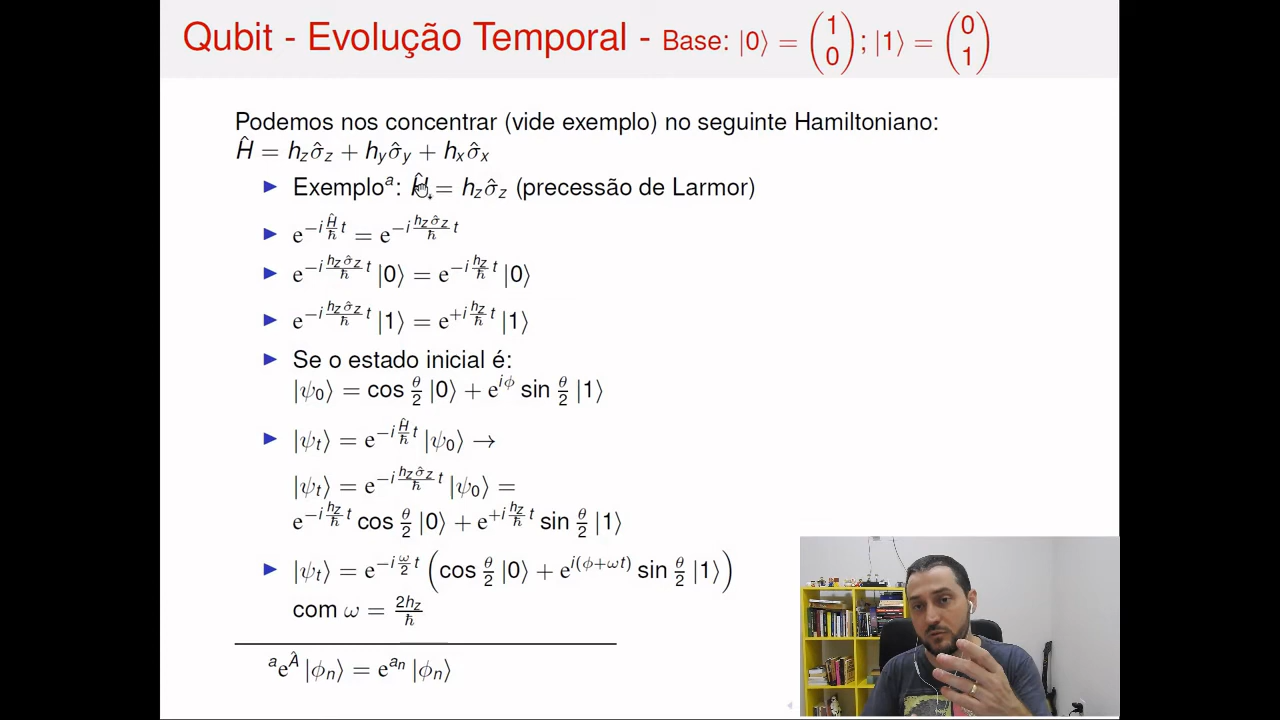 Qubit - Evolução Temporal - Base: |0⟩ = (1 0); |1⟩ = (0 1)
Podemos nos concentrar (vide exemplo) no seguinte Hamiltoniano:
Ĥ = h_z σ̂_z + h_y σ̂_y + h_x σ̂_x
▶ Exemplo^a: Ĥ = h_z σ̂_z (precessão de Larmor)
▶ e^{−i Ĥ/ħ t} = e^{−i h_z σ̂_z/ħ t}
▶ e^{−i h_z σ̂_z/ħ t} |0⟩ = e^{−i h_z/ħ t} |0⟩
▶ e^{−i h_z σ̂_z/ħ t} |1⟩ = e^{+i h_z/ħ t} |1⟩
▶ Se o estado inicial é:
|ψ_0⟩ = cos θ/2 |0⟩ + e^{iϕ} sin θ/2 |1⟩
▶ |ψ_t⟩ = e^{−i Ĥ/ħ t} |ψ_0⟩ →
|ψ_t⟩ = e^{−i h_z σ̂_z/ħ t} |ψ_0⟩ =
e^{−i h_z/ħ t} cos θ/2 |0⟩ + e^{+i h_z/ħ t} sin θ/2 |1⟩
▶ |ψ_t⟩ = e^{−i ω/2 t} (cos θ/2 |0⟩ + e^{i(ϕ+ωt)} sin θ/2 |1⟩)
com ω = 2h_z/ħ
^a e^{Â} |ϕ_n⟩ = e^{a_n} |ϕ_n⟩